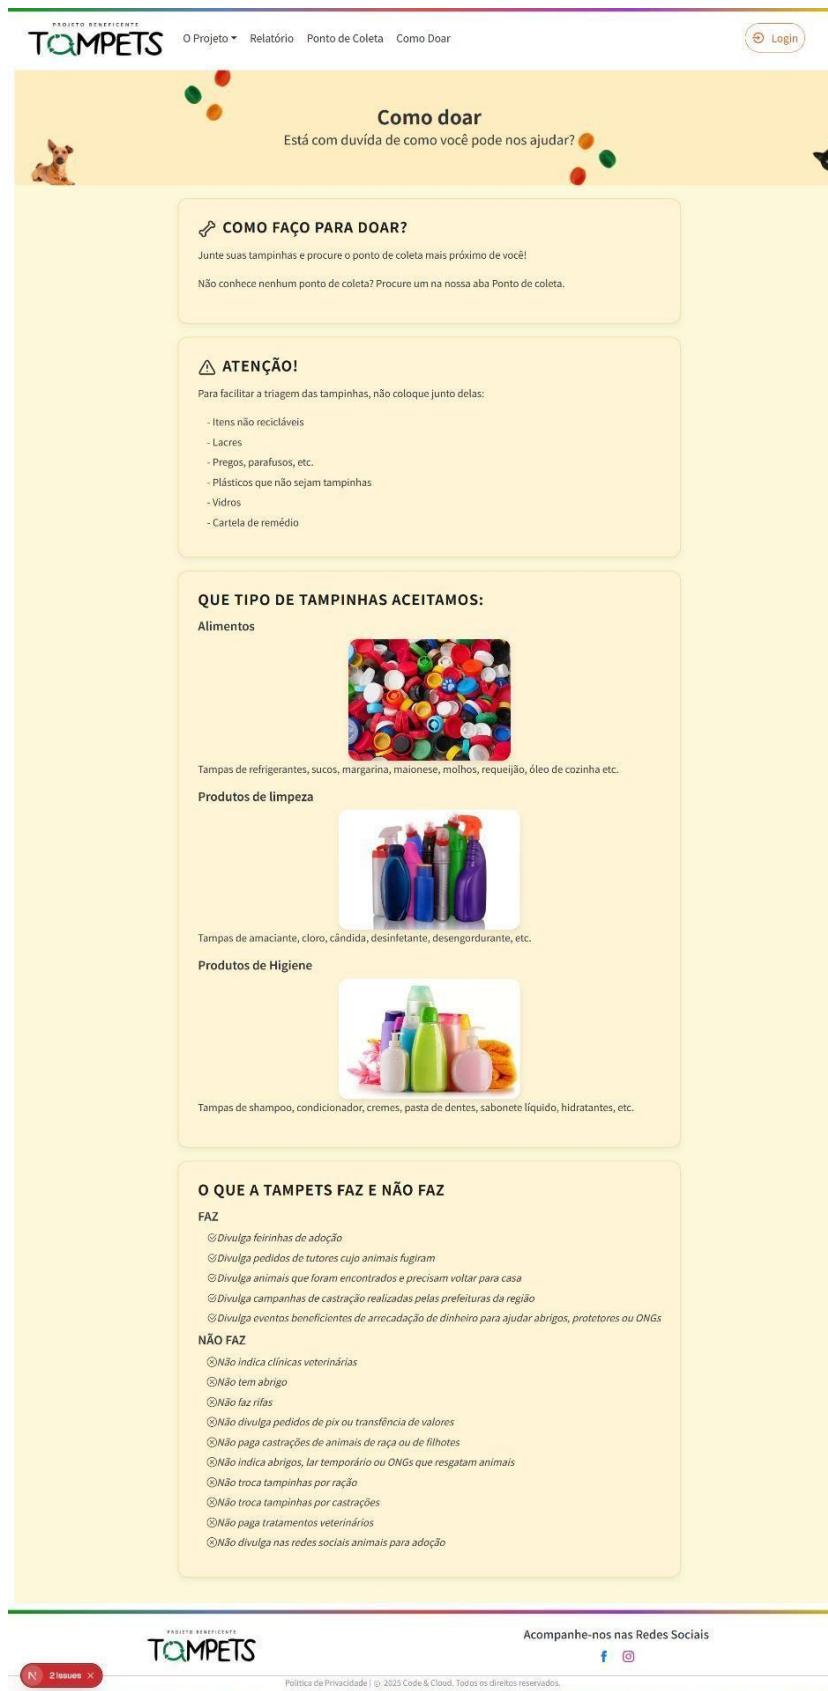 PROJETO BENEFICENTE
TAMPETS
O Projeto Relatório Ponto de Coleta Como Doar
Login
Como doar
Está com duvída de como você pode nos ajudar?
COMO FAÇO PARA DOAR?
Junte suas tampinhas e procure o ponto de coleta mais próximo de você!
Não conhece nenhum ponto de coleta? Procure um na nossa aba Ponto de coleta.
ATENÇÃO!
Para facilitar a triagem das tampinhas, não coloque junto delas:
- Itens não recicláveis
- Lacres
- Pregos, parafusos, etc.
- Plásticos que não sejam tampinhas
- Vidros
- Cartela de remédio
QUE TIPO DE TAMPINHAS ACEITAMOS:
Alimentos
Tampas de refrigerantes, sucos, margarina, maionese, molhos, requeijão, óleo de cozinha etc.
Produtos de limpeza
Tampas de amaciante, cloro, cândida, desinfetante, desengordurante, etc.
Produtos de Higiene
Tampas de shampoo, condicionador, cremes, pasta de dentes, sabonete líquido, hidratantes, etc.
O QUE A TAMPETS FAZ E NÃO FAZ
FAZ
Divulga feirinhas de adoção
Divulga pedidos de tutores cujo animais fugiram
Divulga animais que foram encontrados e precisam voltar para casa
Divulga campanhas de castração realizadas pelas prefeituras da região
Divulga eventos beneficientes de arrecadação de dinheiro para ajudar abrigos, protetores ou ONGs
NÃO FAZ
Não indica clínicas veterinárias
Não tem abrigo
Não faz rifas
Não divulga pedidos de pix ou transfência de valores
Não paga castrações de animais de raça ou de filhotes
Não indica abrigos, lar temporário ou ONGs que resgatam animais
Não troca tampinhas por ração
Não troca tampinhas por castrações
Não paga tratamentos veterinários
Não divulga nas redes sociais animais para adoção
PROJETO BENEFICENTE
TAMPETS
Acompanhe-nos nas Redes Sociais
N 2 Issues ×
Politica de Privacidade | © 2025 Code & Cloud. Todos os direitos reservados.